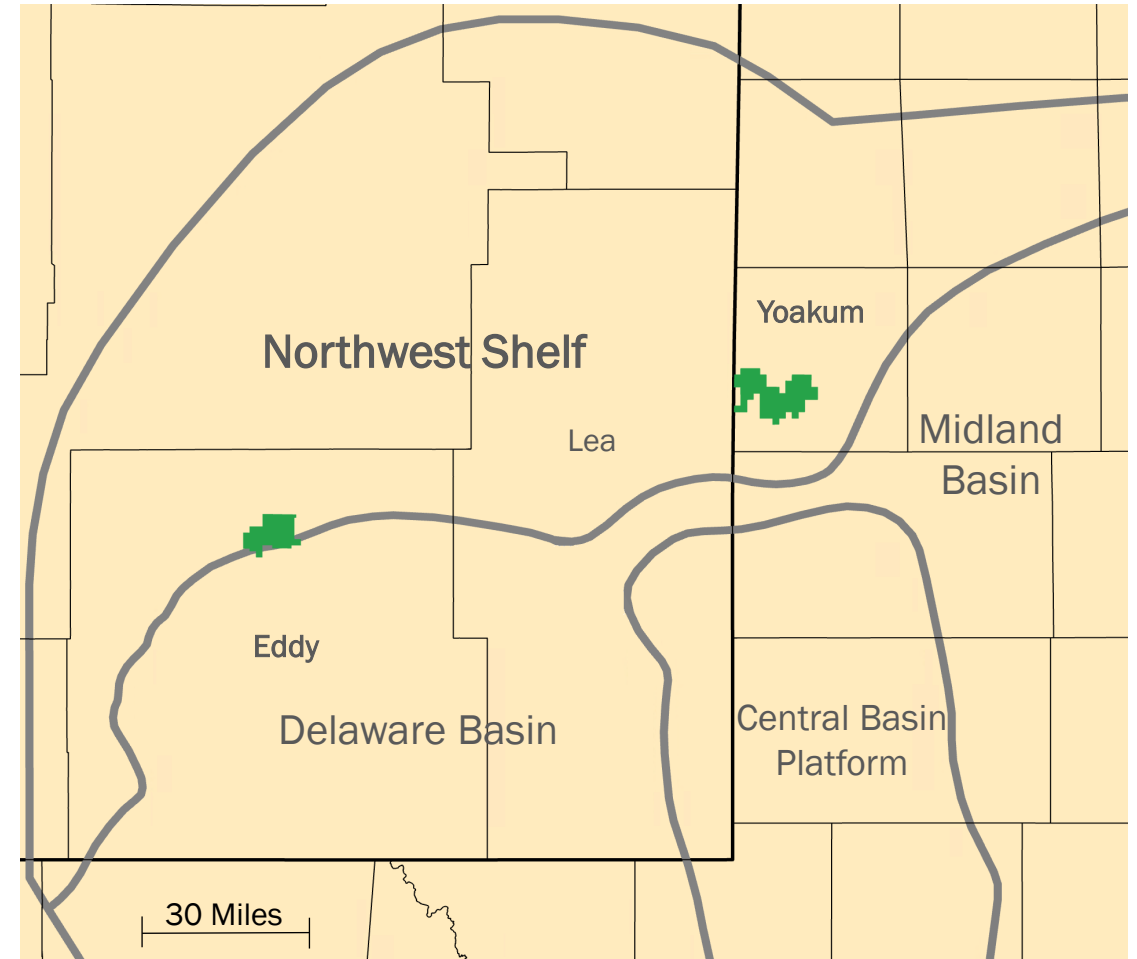 Yoakum
Northwest Shelf
Lea
Midland
Basin
Eddy
Delaware Basin
Central Basin
Platform
30 Miles